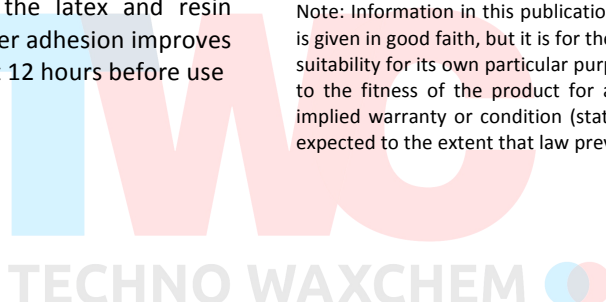 the latex and resin
er adhesion improves
12 hours before use
Note: Information in this publication
is given in good faith, but it is for the
suitability for its own particular purp
to the fitness of the product for a
implied warranty or condition (stat
expected to the extent that law prev
TWC
TECHNO WAXCHEM